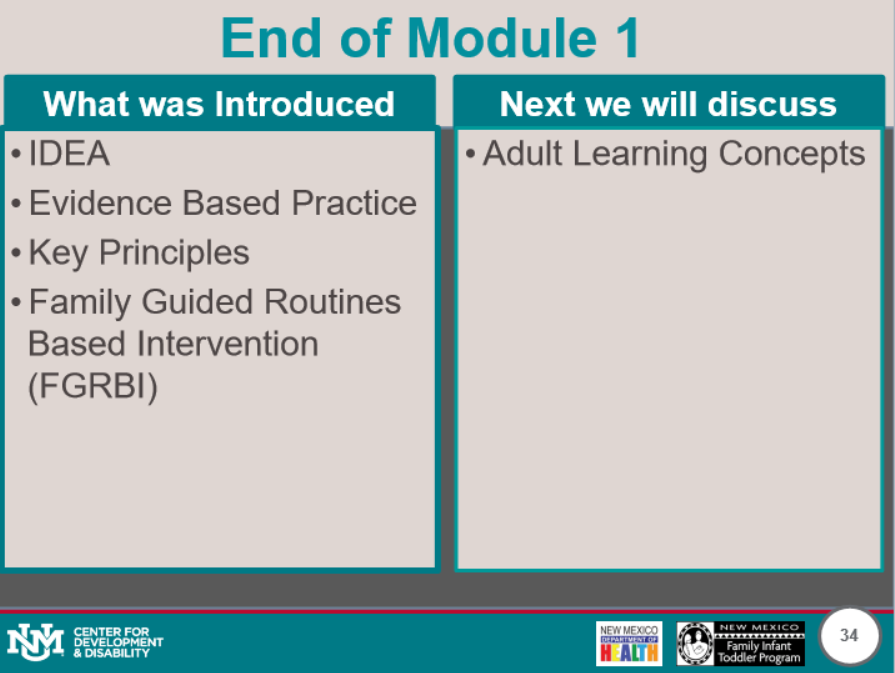 End of Module 1
What was Introduced
• IDEA
• Evidence Based Practice
• Key Principles
• Family Guided Routines
Based Intervention
(FGRBI)
Next we will discuss
• Adult Learning Concepts
UNM
CENTER FOR
DEVELOPMENT
& DISABILITY
NEW MEXICO
DEPARTMENT OF
HEALTH
NEW MEXICO
Family Infant
Toddler Program
34